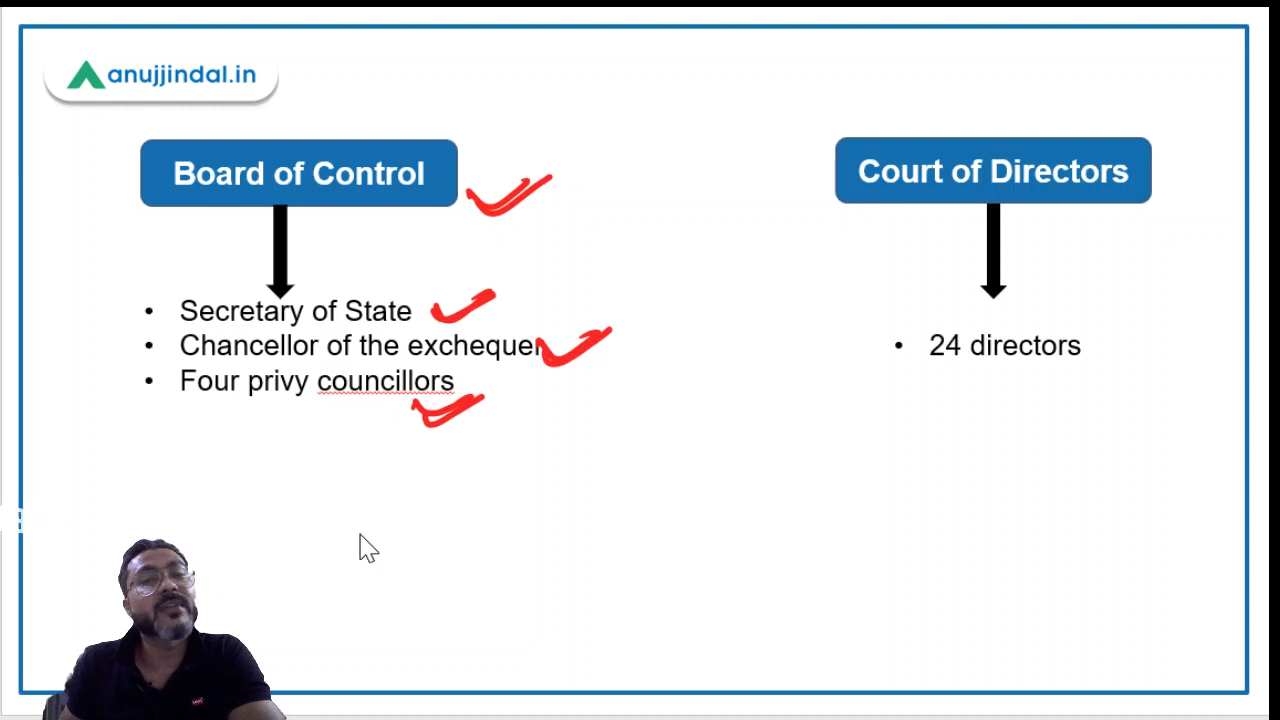 anujjindal.in
Board of Control
Court of Directors
• Secretary of State
• Chancellor of the exchequer
• Four privy councillors
• 24 directors